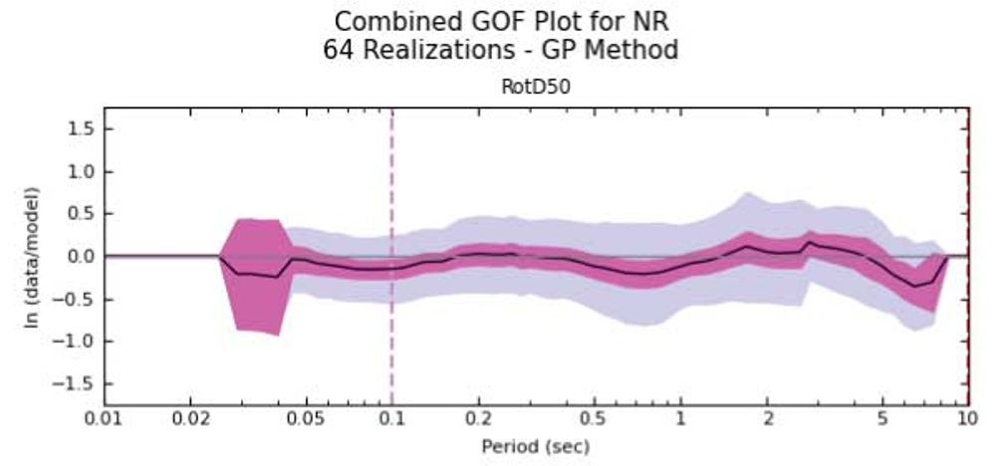 Combined GOF Plot for NR
64 Realizations - GP Method
RotD50
1.5
1.0
0.5
0.0
−0.5
−1.0
−1.5
ln (data/model)
0.01 0.02 0.05 0.1 0.2 0.5 1 2 5 10
Period (sec)